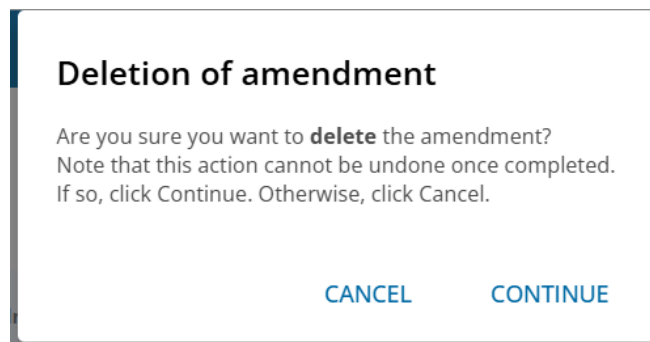 Deletion of amendment
Are you sure you want to delete the amendment?
Note that this action cannot be undone once completed.
If so, click Continue. Otherwise, click Cancel.
CANCEL CONTINUE